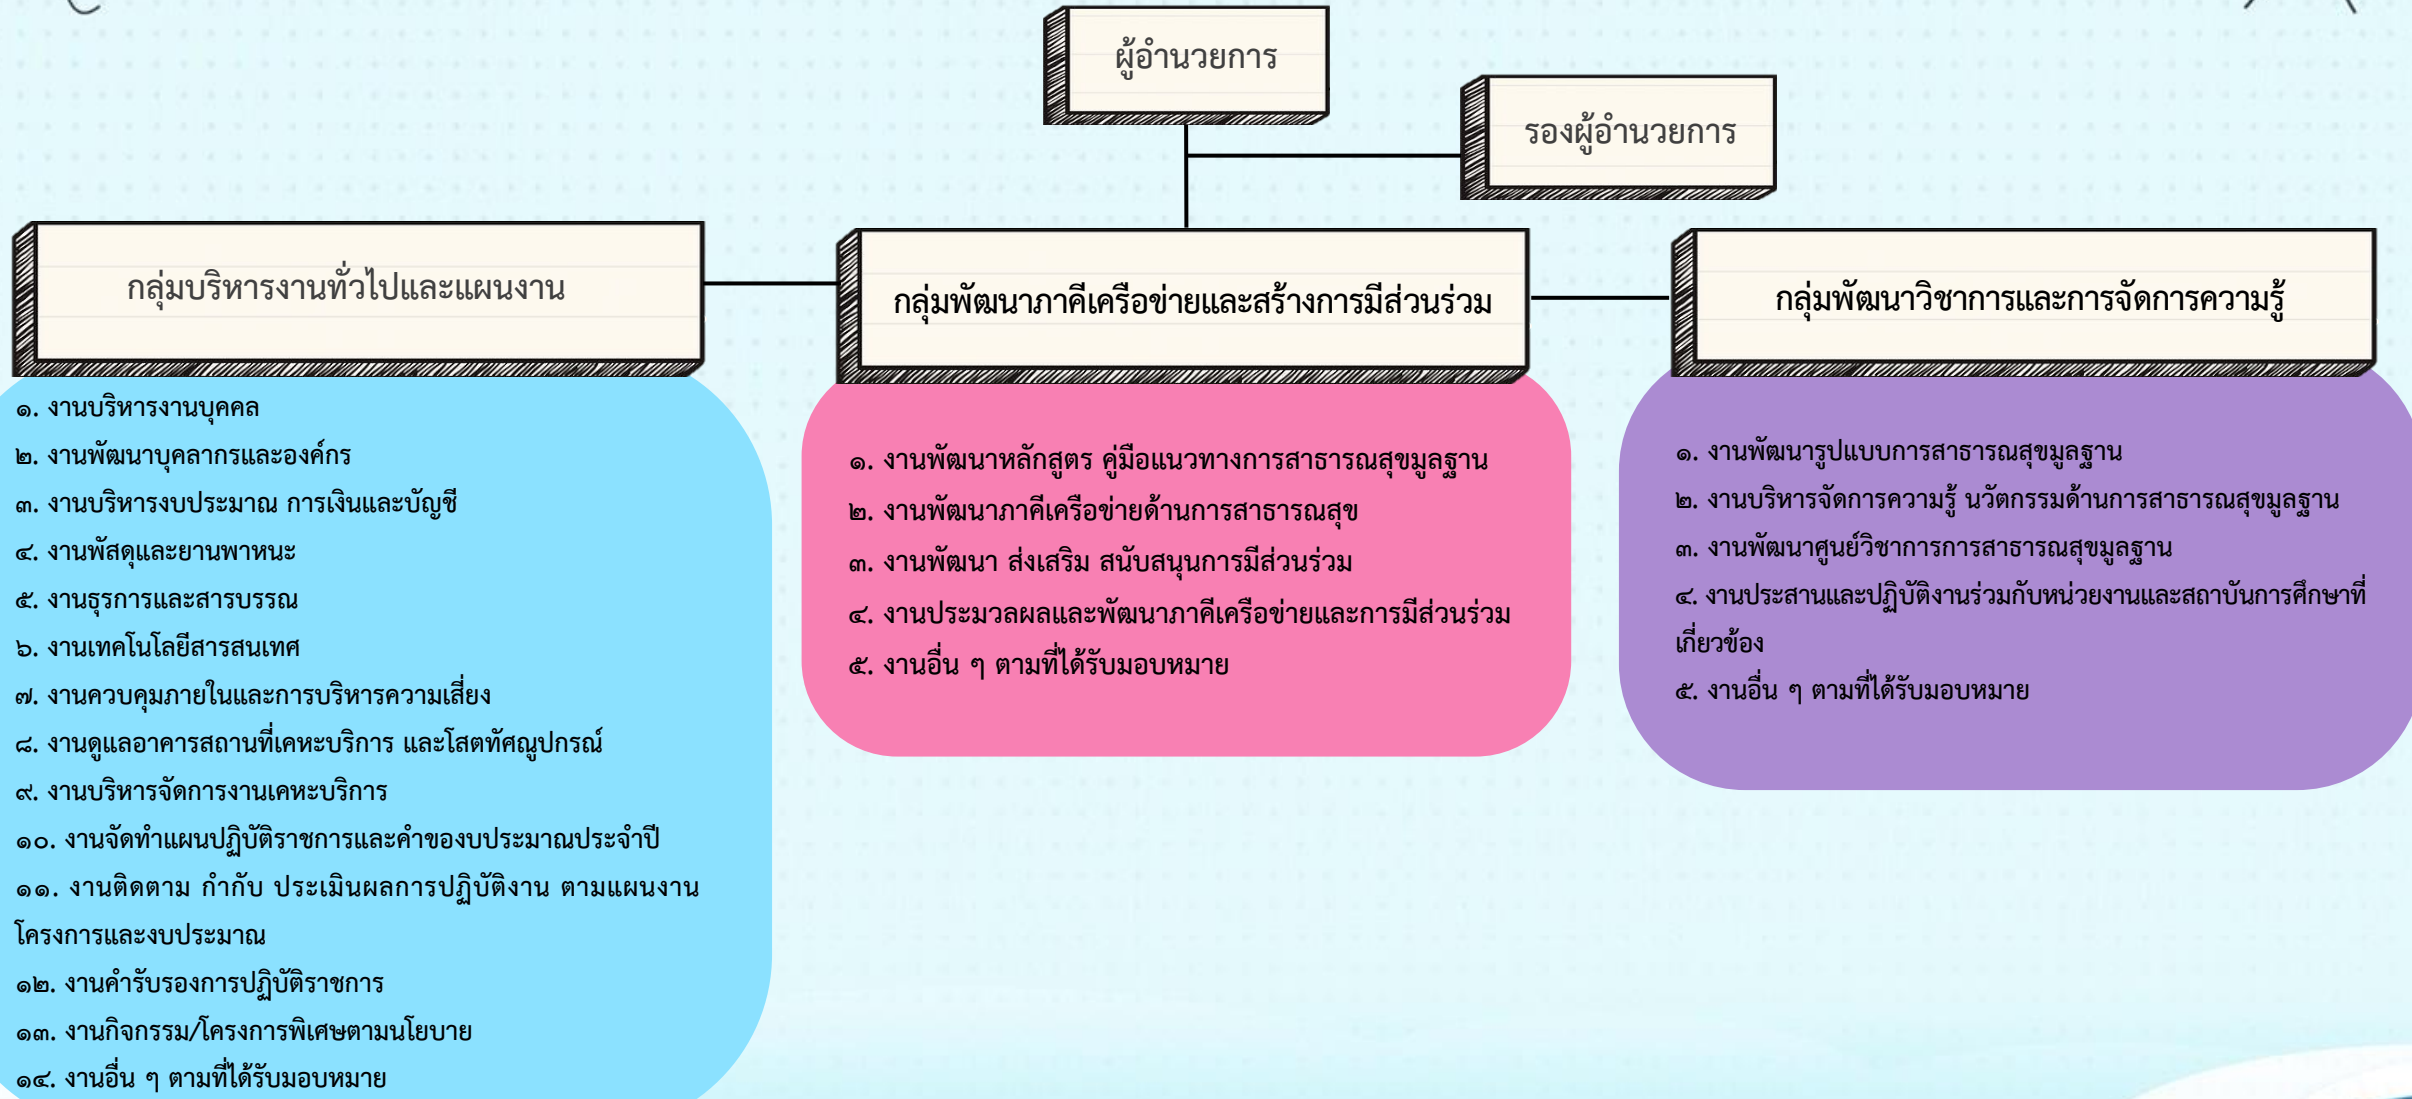 ผู้อำนวยการ
รองผู้อำนวยการ
กลุ่มบริหารงานทั่วไปและแผนงาน
๑. งานบริหารงานบุคคล
๒. งานพัฒนาบุคลากรและองค์กร
๓. งานบริหารงบประมาณ การเงินและบัญชี
๔. งานพัสดุและยานพาหนะ
๕. งานธุรการและสารบรรณ
๖. งานเทคโนโลยีสารสนเทศ
๗. งานควบคุมภายในและการบริหารความเสี่ยง
๘. งานดูแลอาคารสถานที่เคหะบริการ และโสตทัศณูปกรณ์
๙. งานบริหารจัดการงานเคหะบริการ
๑๐. งานจัดทำแผนปฏิบัติราชการและคำของบประมาณประจำปี
๑๑. งานติดตาม กำกับ ประเมินผลการปฏิบัติงาน ตามแผนงาน
โครงการและงบประมาณ
๑๒. งานคำรับรองการปฏิบัติราชการ
๑๓. งานกิจกรรม/โครงการพิเศษตามนโยบาย
๑๔. งานอื่น ๆ ตามที่ได้รับมอบหมาย
กลุ่มพัฒนาภาคีเครือข่ายและสร้างการมีส่วนร่วม
๑. งานพัฒนาหลักสูตร คู่มือแนวทางการสาธารณสุขมูลฐาน
๒. งานพัฒนาภาคีเครือข่ายด้านการสาธารณสุข
๓. งานพัฒนา ส่งเสริม สนับสนุนการมีส่วนร่วม
๔. งานประมวลผลและพัฒนาภาคีเครือข่ายและการมีส่วนร่วม
๕. งานอื่น ๆ ตามที่ได้รับมอบหมาย
กลุ่มพัฒนาวิชาการและการจัดการความรู้
๑. งานพัฒนารูปแบบการสาธารณสุขมูลฐาน
๒. งานบริหารจัดการความรู้ นวัตกรรมด้านการสาธารณสุขมูลฐาน
๓. งานพัฒนาศูนย์วิชาการการสาธารณสุขมูลฐาน
๔. งานประสานและปฏิบัติงานร่วมกับหน่วยงานและสถาบันการศึกษาที่
เกี่ยวข้อง
๕. งานอื่น ๆ ตามที่ได้รับมอบหมาย